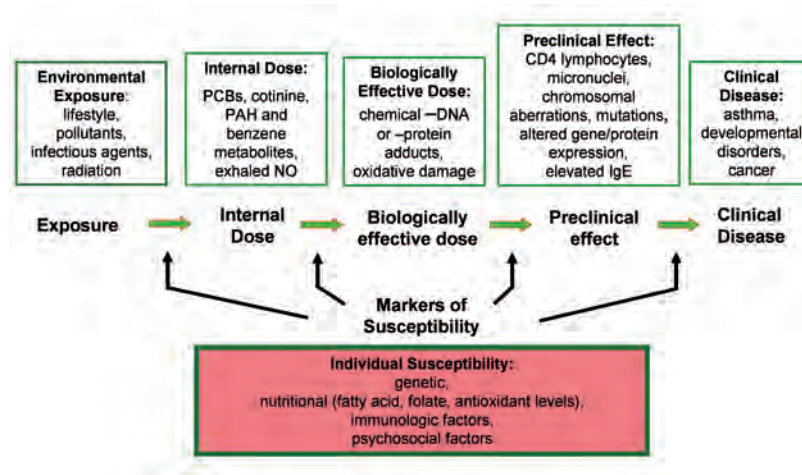 Environmental
Exposure:
lifestyle,
pollutants,
infectious agents,
radiation
Internal Dose:
PCBs, cotinine,
PAH and
benzene
metabolites,
exhaled NO
Biologically
Effective Dose:
chemical –DNA
or –protein
adducts,
oxidative damage
Preclinical Effect:
CD4 lymphocytes,
micronuclei,
chromosomal
aberrations, mutations,
altered gene/protein
expression,
elevated IgE
Clinical
Disease:
asthma,
developmental
disorders,
cancer
Exposure
Internal
Dose
Biologically
effective dose
Preclinical
effect
Clinical
Disease
Markers of
Susceptibility
Individual Susceptibility:
genetic,
nutritional (fatty acid, folate, antioxidant levels),
immunologic factors,
psychosocial factors